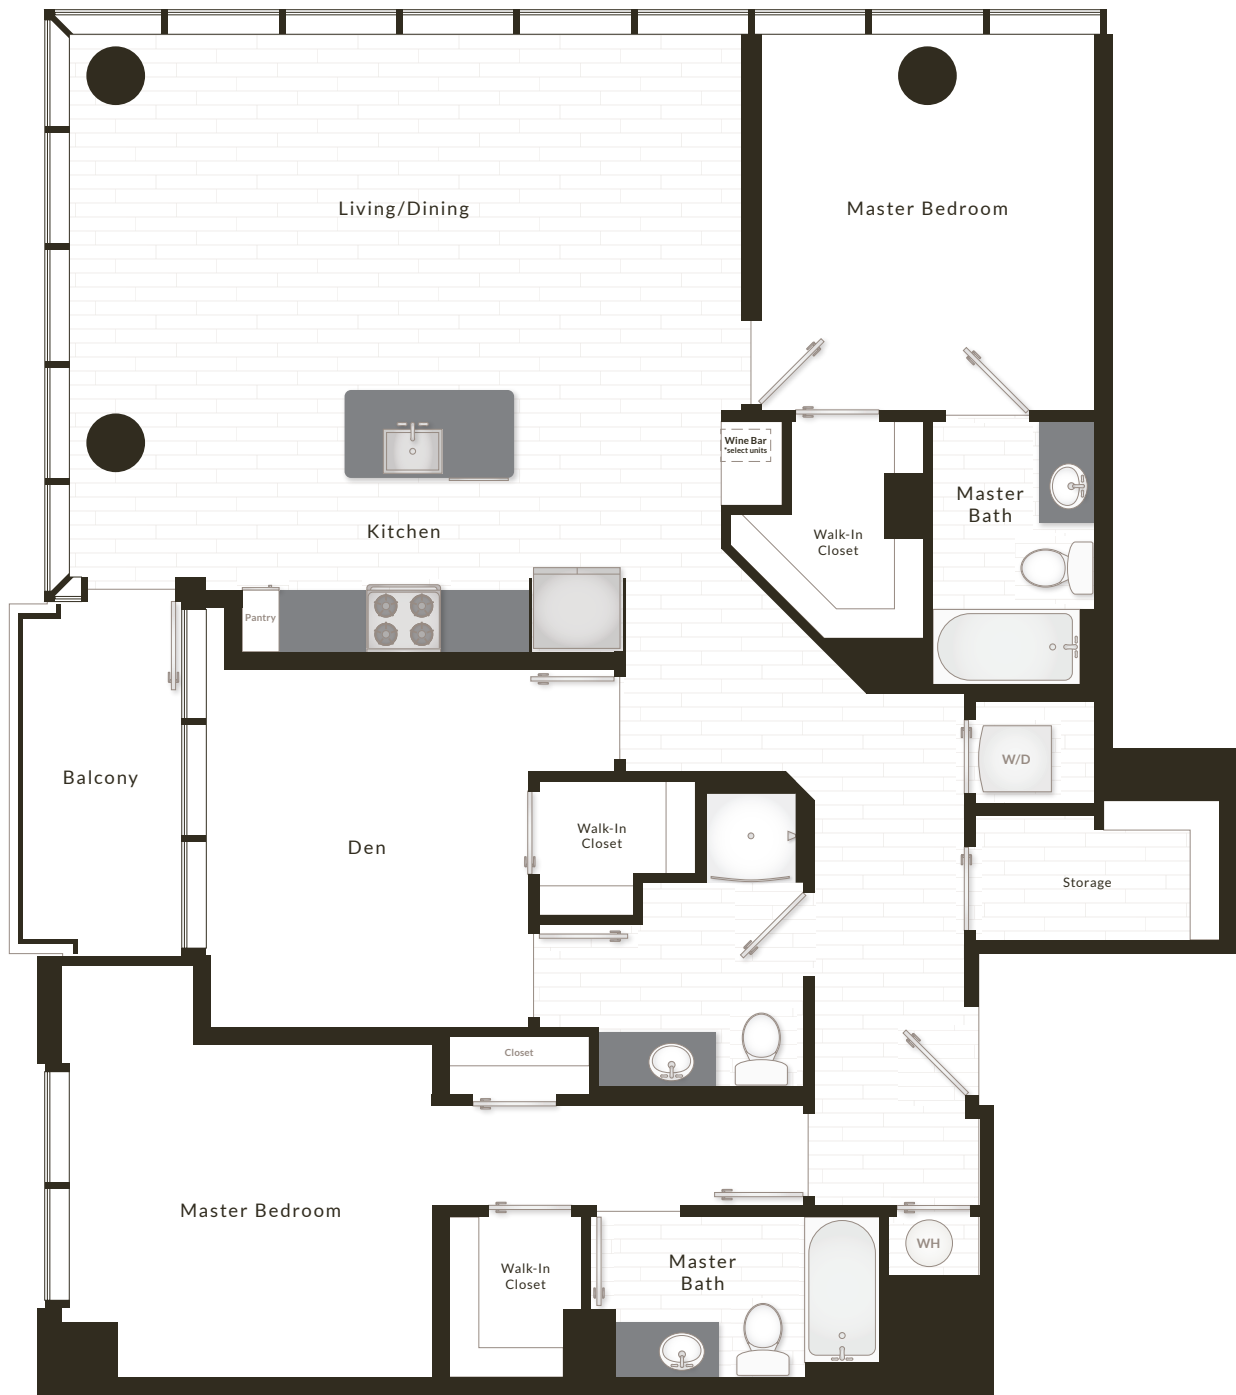 Living/Dining
Master Bedroom
Wine Bar
*select units
Master
Bath
Kitchen
Walk-In
Closet
Pantry
W/D
Balcony
Walk-In
Closet
Den
Storage
Closet
Master Bedroom
WH
Master
Bath
Walk-In
Closet